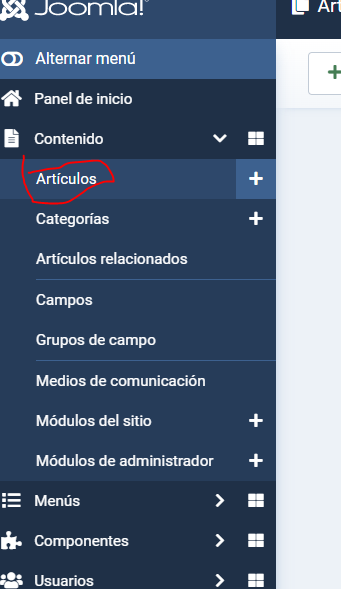 Joomla!®
Art
Alternar menú
Panel de inicio
Contenido
Artículos
Categorías
Artículos relacionados
Campos
Grupos de campo
Medios de comunicación
Módulos del sitio
Módulos de administrador
Menús
Componentes
Usuarios